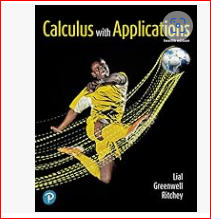 Calculus with Applications
Lial
Greenwell
Ritchey
P